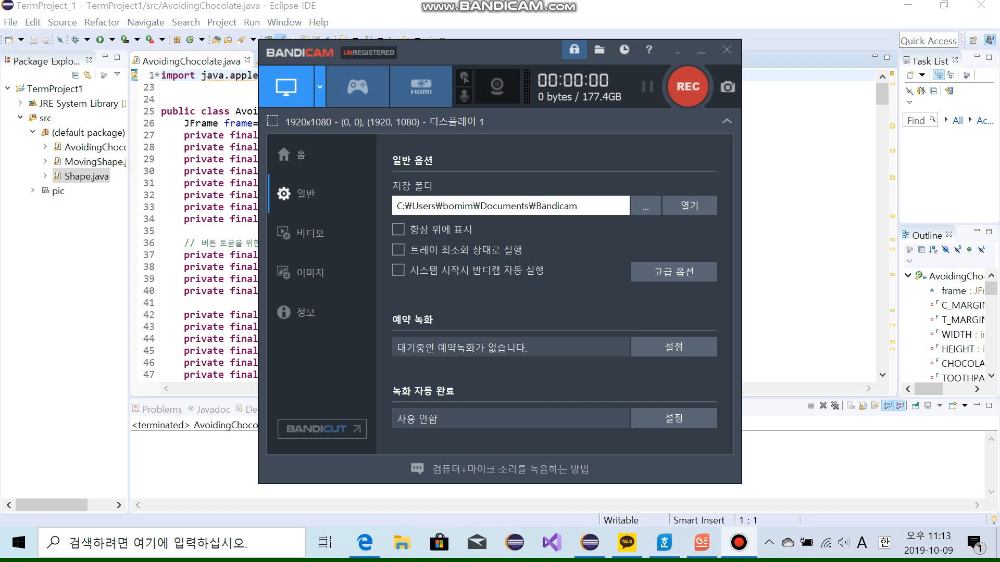 TermProject_1 - TermProject1/src/AvoidingChocolate.java - Eclipse IDE
www.BANDICAM.com
File Edit Source Refactor Navigate Search Project Run Window Help
Quick Access
Package Explo...
TermProject1
JRE System Library [J
src
(default package)
AvoidingChoco
MovingShape.j
Shape.java
pic
AvoidingChocolate.java
1 import java.apple
23
24
25 public class Avoi
26 JFrame frame=
27 private final
28 private final
29 private final
30 private final
31 private final
32 private final
33 private final
34 private final
35
36 // 버튼 토글을 위한
37 private final
38 private final
39 private final
40 private final
41
42 private final
43 private final
44 private final
45 private final
46 private final
47 private final
BANDICAM UNREGISTERED
?
HDMI
00:00:00
0 bytes / 177.4GB
REC
1920x1080 - (0, 0), (1920, 1080) - 디스플레이 1
홈
일반
비디오
이미지
정보
BANDICUT
일반 옵션
저장 폴더
C:₩Users₩bomim₩Documents₩Bandicam
...
열기
항상 위에 표시
트레이 최소화 상태로 실행
시스템 시작시 반디캠 자동 실행
고급 옵션
예약 녹화
대기중인 예약녹화가 없습니다.
설정
녹화 자동 완료
사용 안함
설정
컴퓨터+마이크 소리를 녹음하는 방법
Task List
Find All Ac...
Outline
AvoidingCho
frame : JFr
C_MARGIN
T_MARGIN
WIDTH : in
HEIGHT : i
CHOCOLA
TOOTHPA
Problems Javadoc De
<terminated> AvoidingChoco
Writable Smart Insert 1 : 1
검색하려면 여기에 입력하십시오.
TALK
A 한
오후 11:13
2019-10-09
1